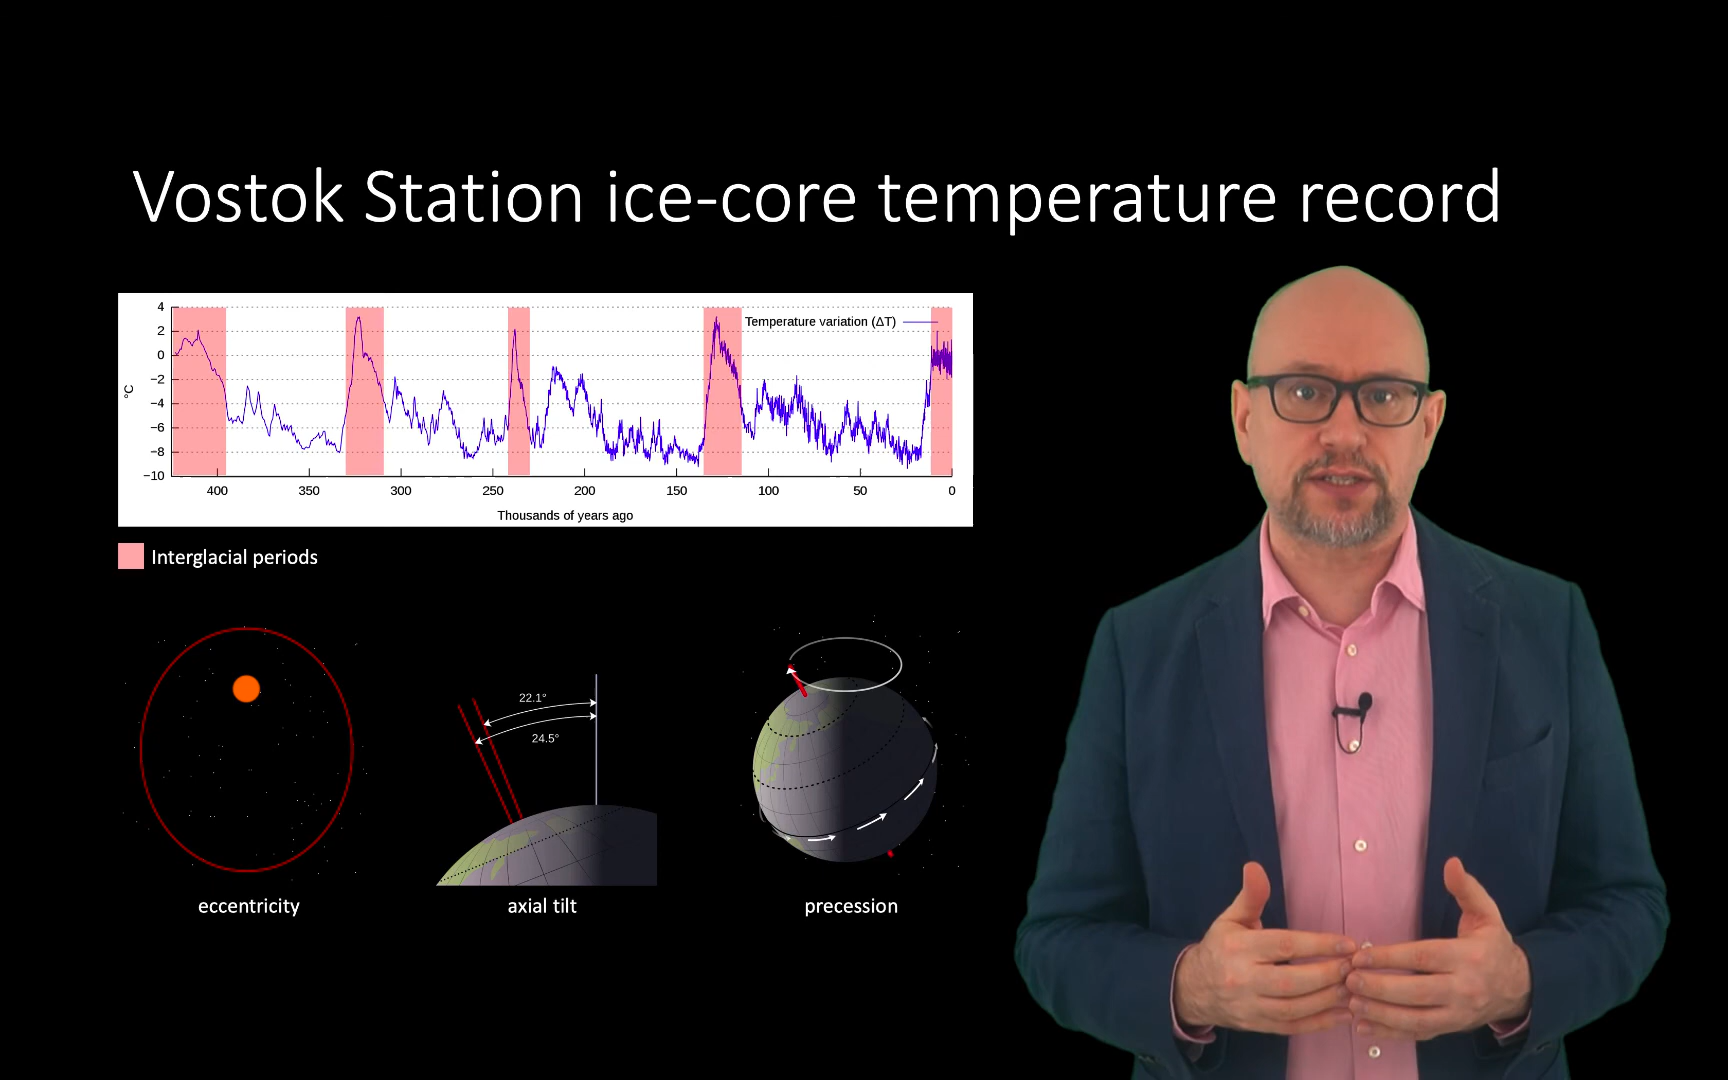 Vostok Station ice-core temperature record
Temperature variation (ΔT)
°C
4
2
0
−2
−4
−6
−8
−10
400 350 300 250 200 150 100 50 0
Thousands of years ago
Interglacial periods
22.1°
24.5°
eccentricity
axial tilt
precession